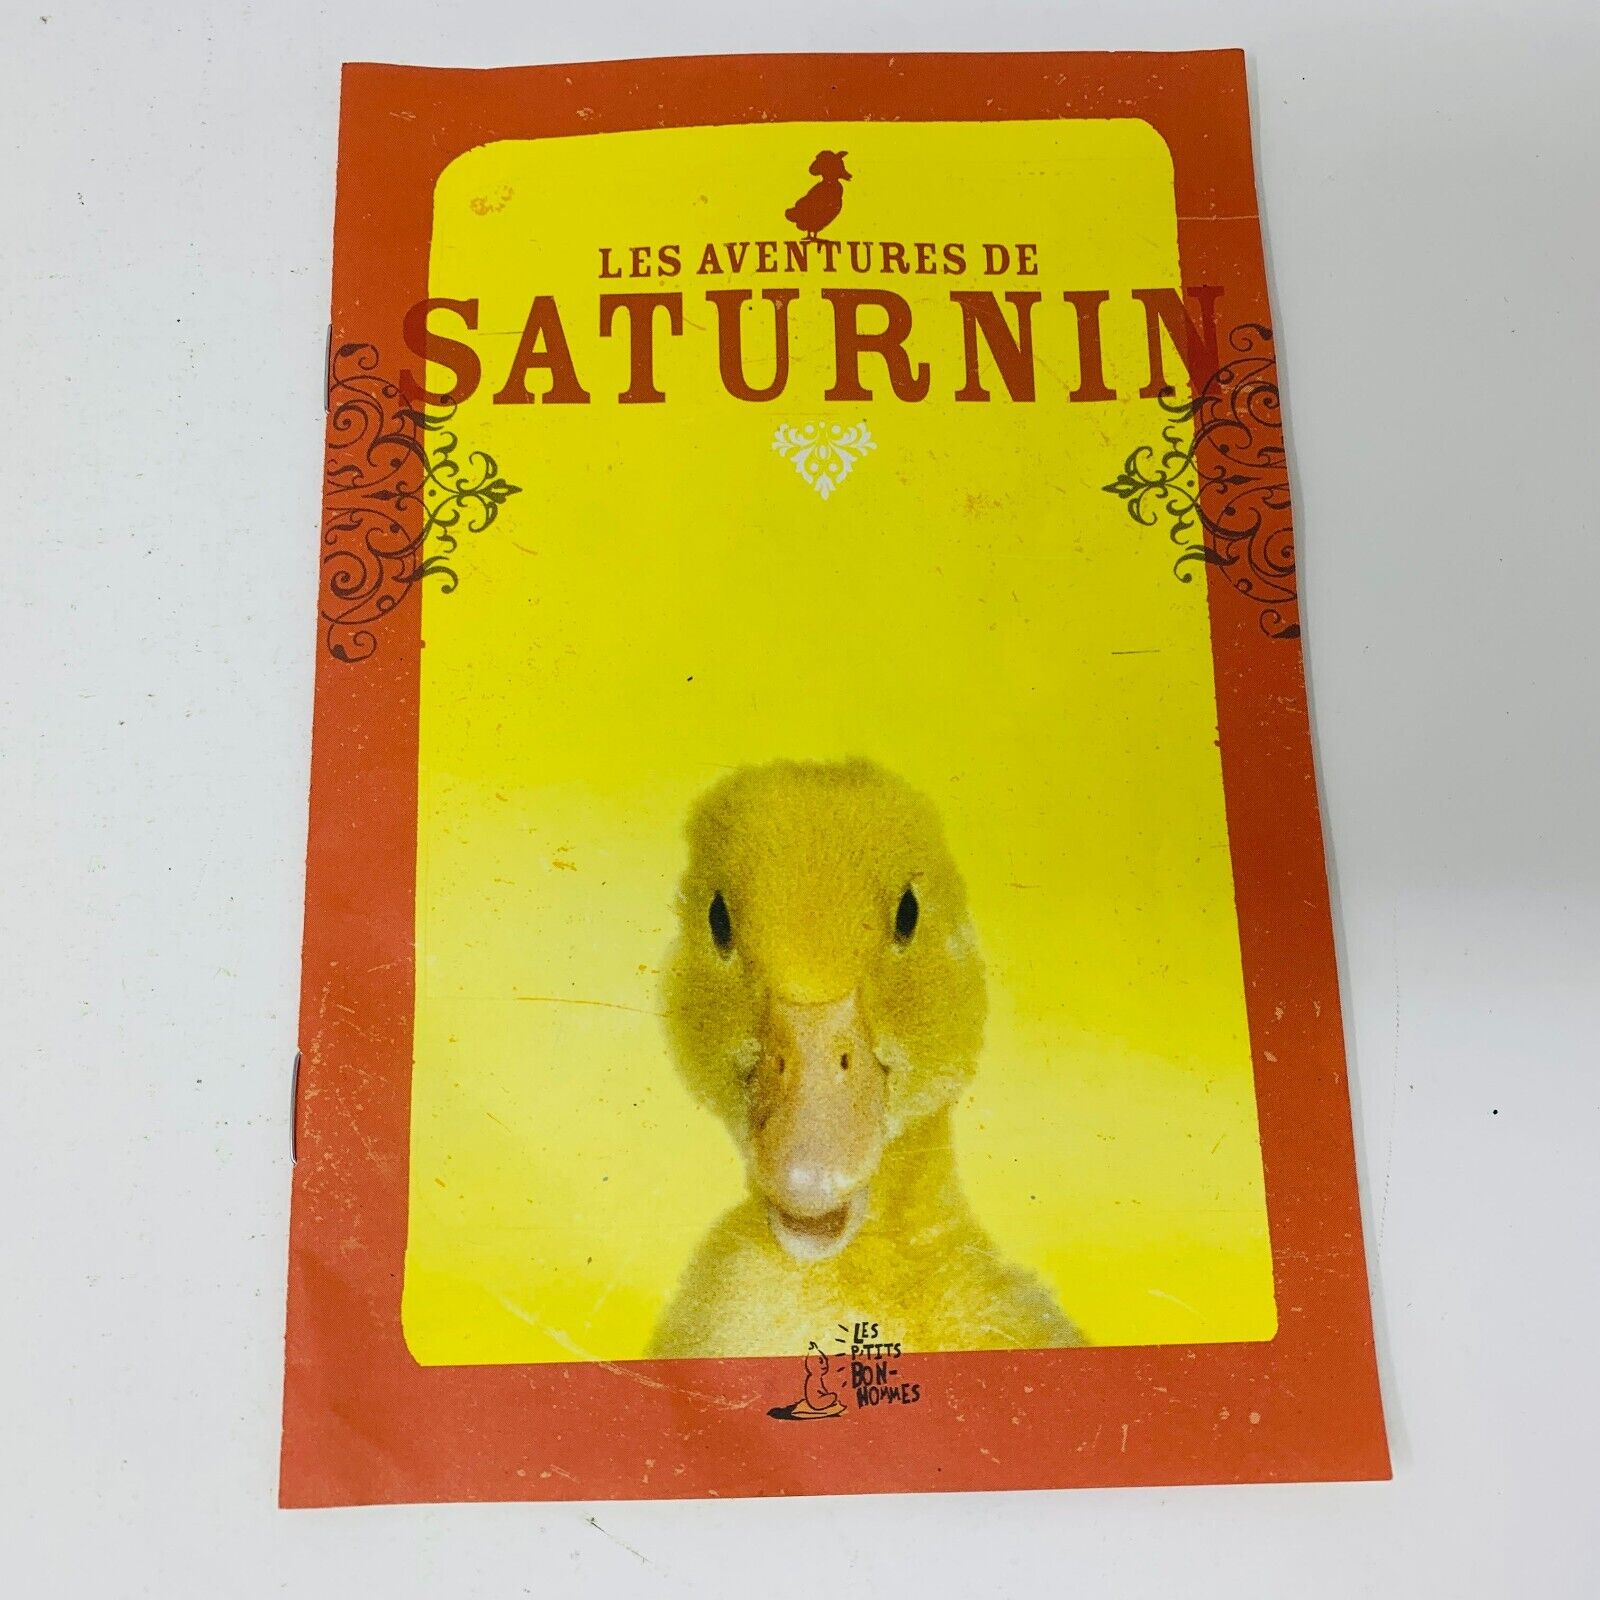 LES AVENTURES DE
SATURNIN
LES
P'TITS
BON-
HOMMES